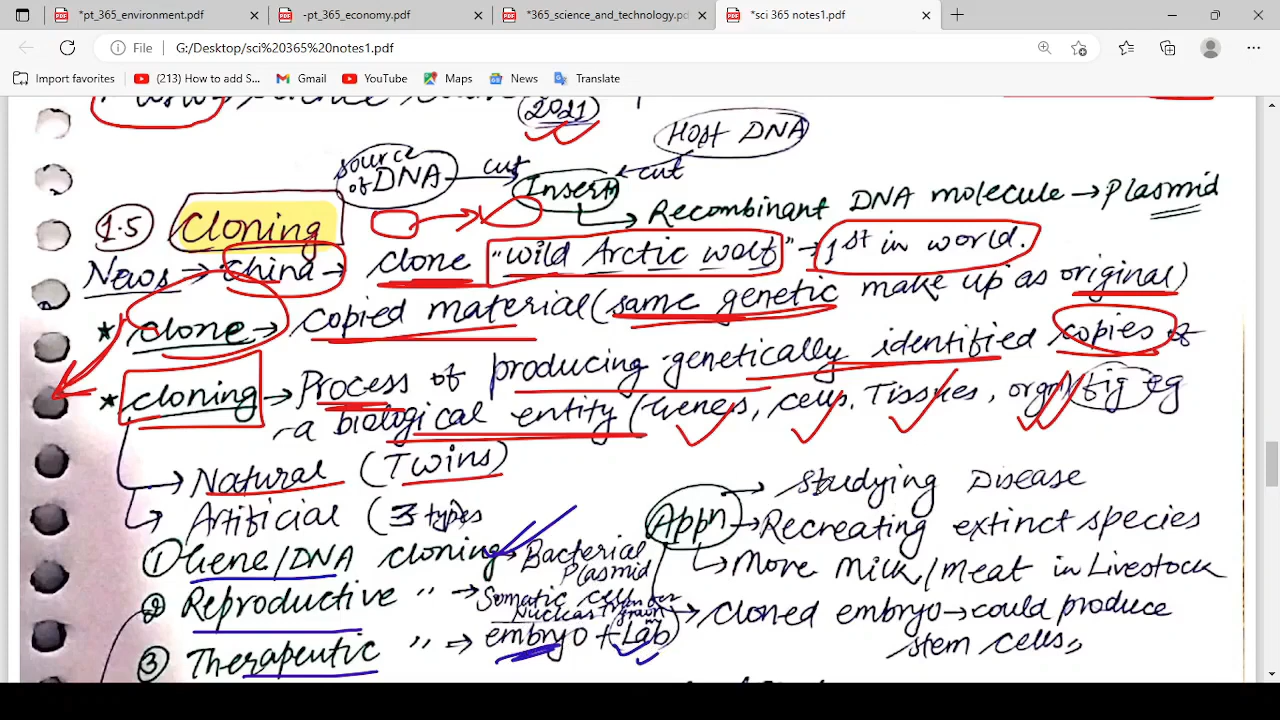 *pt_365_environment.pdf
-pt_365_economy.pdf
*365_science_and_technology.pd
*sci 365 notes1.pdf
File G:/Desktop/sci%20365%20notes1.pdf
Import favorites
(213) How to add S...
Gmail
YouTube
Maps
News
Translate
2021
Host DNA
source of DNA cut Insert cut
Recombinant DNA molecule → Plasmid
1.5 Cloning
News → China → clone "wild Arctic wolf" → 1st in world.
* clone → copied material (same genetic make up as original)
* cloning → Process of producing genetically identified copies of
a biological entity (Genes, cells, Tissues, orgn) fig eg
→ Natural (Twins)
→ Artificial (3 types
① Gene/DNA cloning → Bacterial Plasmid
② Reproductive " → Somatic cell Nuclear
③ Therapeutic " → embryo + Lab
Appn → Studying Disease
→ Recreating extinct species
→ More Milk/Meat in Livestock
→ cloned embryo → could produce
stem cells,